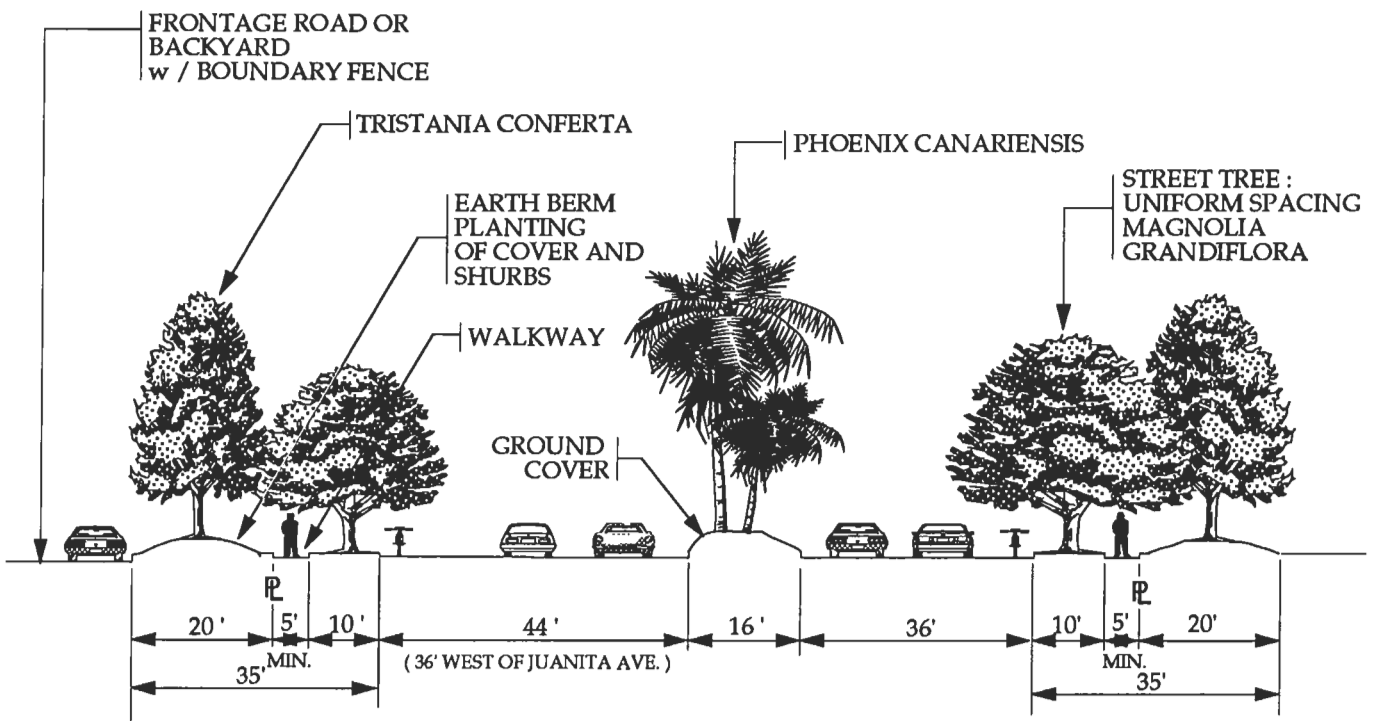 FRONTAGE ROAD OR
BACKYARD
w / BOUNDARY FENCE
TRISTANIA CONFERTA
PHOENIX CANARIENSIS
STREET TREE :
UNIFORM SPACING
MAGNOLIA
GRANDIFLORA
EARTH BERM
PLANTING
OF COVER AND
SHURBS
WALKWAY
GROUND
COVER
PL
PL
20 '
5'
10 '
44 '
16 '
36'
10'
5'
20'
MIN.
( 36' WEST OF JUANITA AVE. )
MIN.
35'
35'